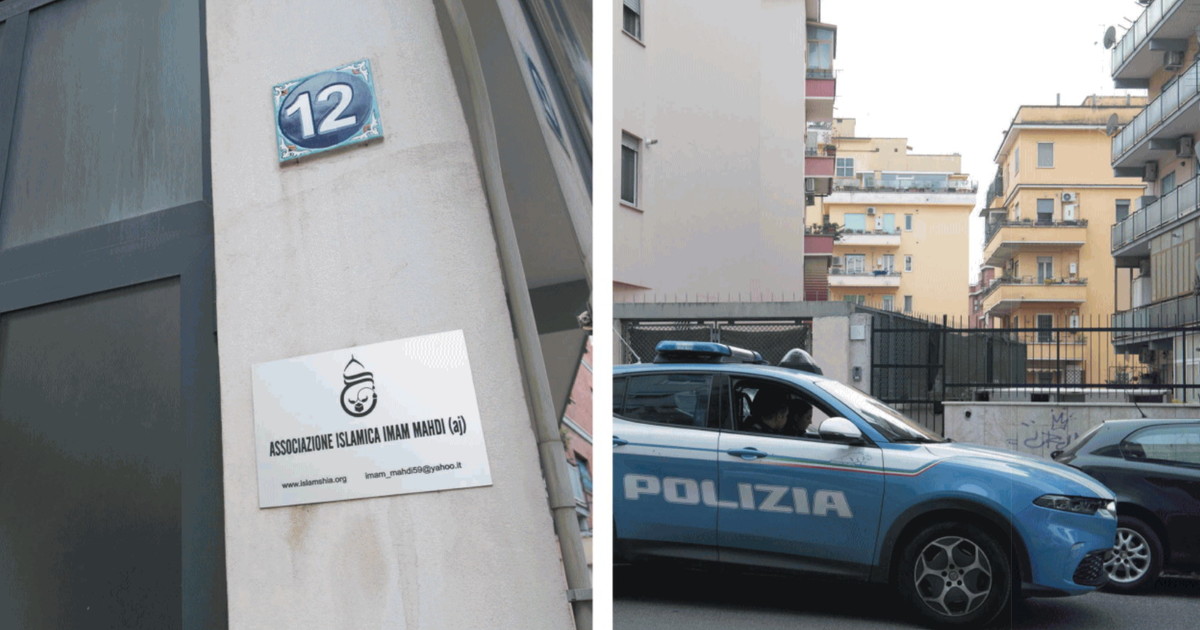 12
ASSOCIAZIONE ISLAMICA IMAM MAHDI (aj)
www.islamshia.org imam_mahdi59@yahoo.it
POLIZIA